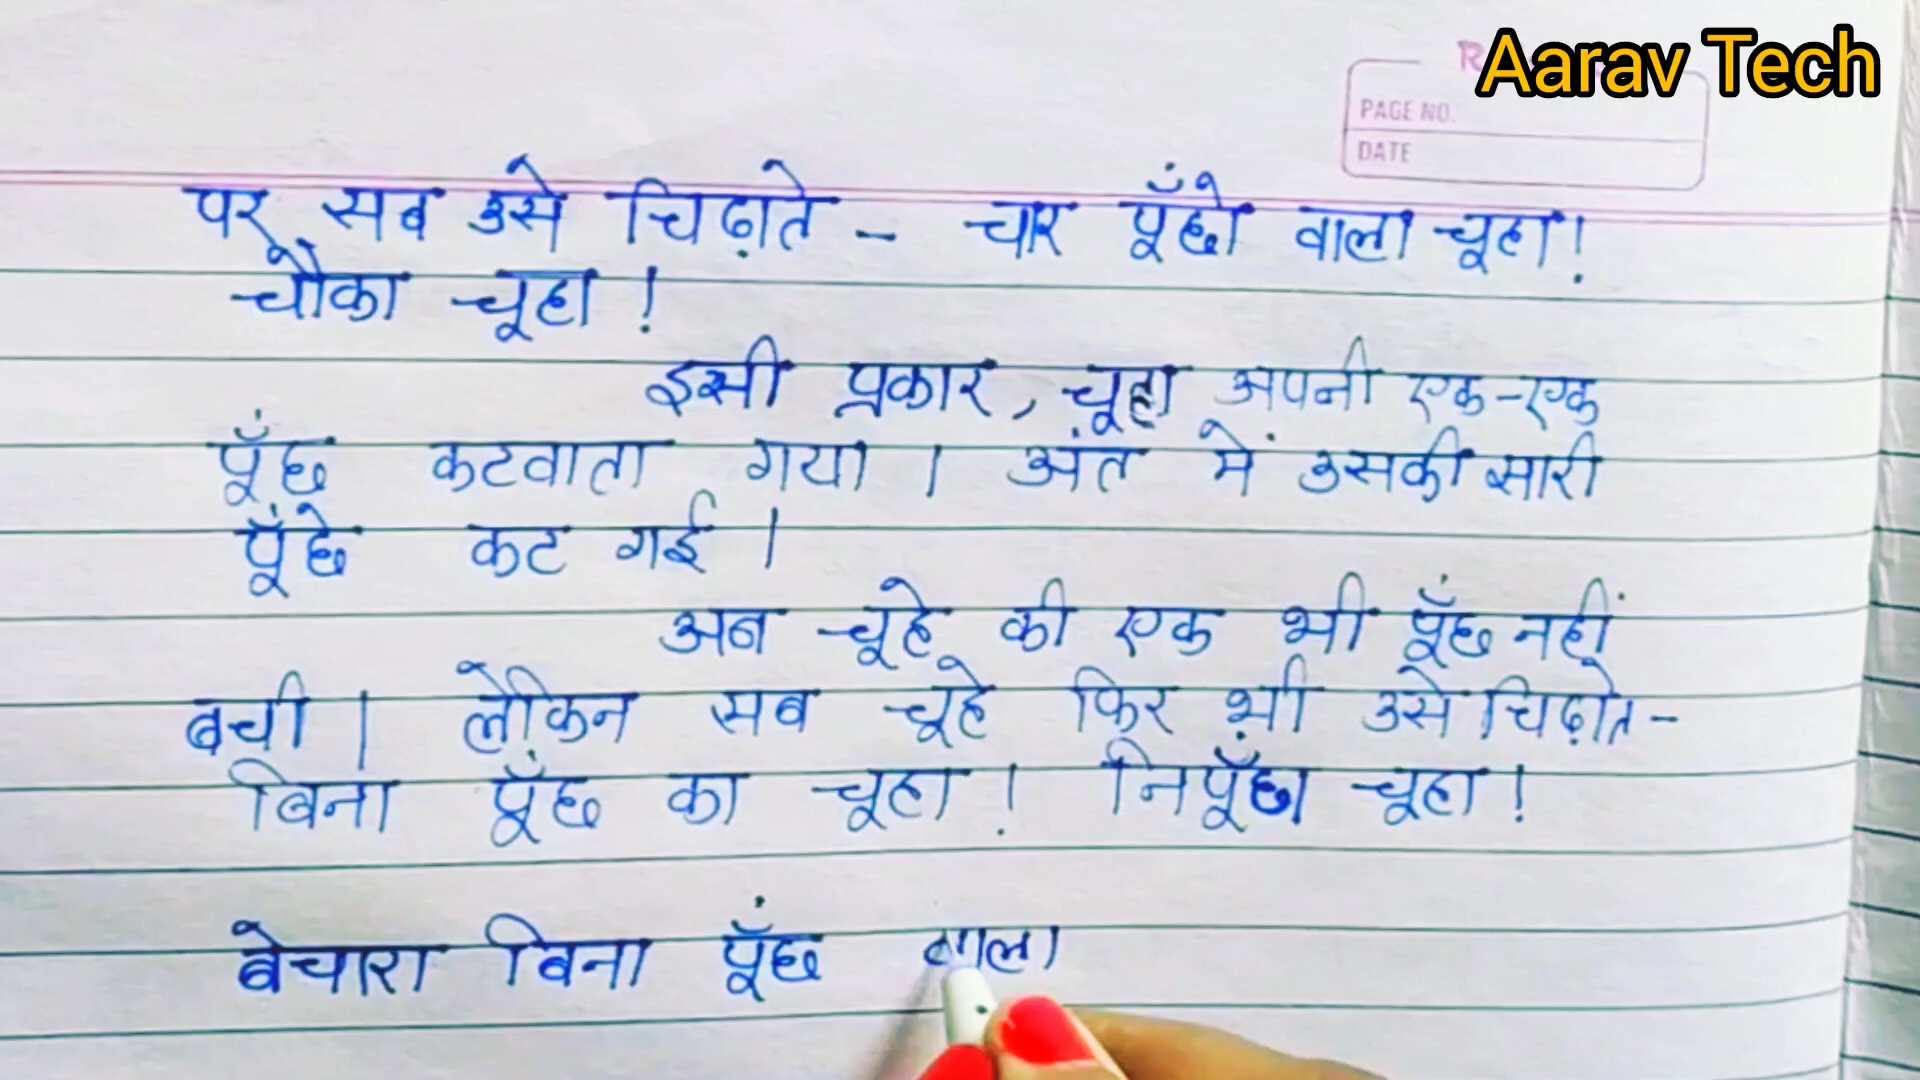 Aarav Tech
PAGE NO.
DATE
पर सब उसे चिढ़ाते - चार पूँछो वाला चूहा!
चौका चूहा!
इसी प्रकार, चूहा अपनी एक-एक
पूँछ कटवाता गया। अंत में उसकी सारी
पूँछे कट गई।
अब चूहे की एक भी पूँछ नहीं
बची। लेकिन सब चूहे फिर भी उसे चिढ़ाते-
बिना पूँछ का चूहा! निपूँछा चूहा!
बेचारा बिना पूँछ वाला